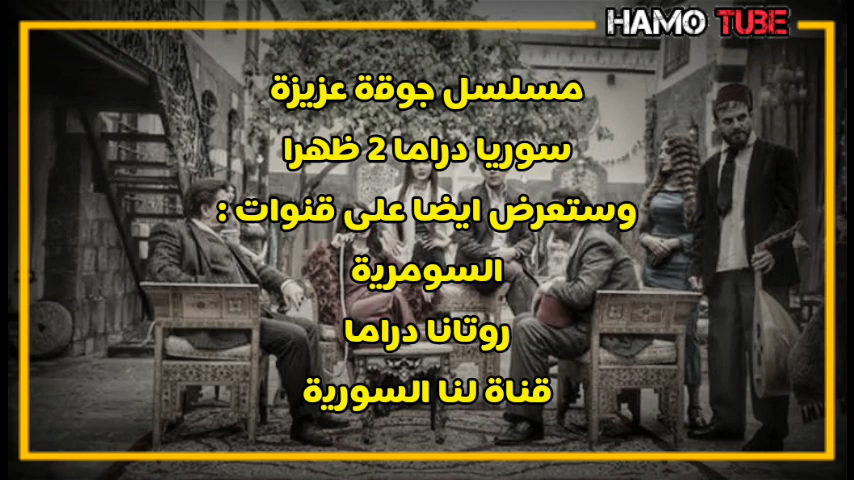 HAMO TUBE
مسلسل جوقة عزيزة
سوريا دراما 2 ظهرا
وستعرض ايضا على قنوات :
السومرية
روتانا دراما
قناة لنا السورية